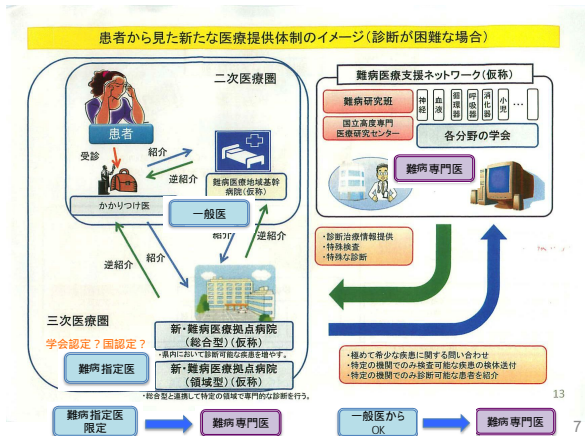 患者から見た新たな医療提供体制のイメージ(診断が困難な場合)
二次医療圏
患者
受診
紹介
逆紹介
かかりつけ医
難病医療地域基幹
病院(仮称)
一般医
紹介
逆紹介
逆紹介
三次医療圏
学会認定？国認定？
難病指定医
新・難病医療拠点病院
(総合型)(仮称)
・県内において診断可能な疾患を増やす。
新・難病医療拠点病院
(領域型)(仮称)
・総合型と連携して特定の領域で専門的な診断を行う。
難病医療支援ネットワーク(仮称)
難病研究班
国立高度専門
医療研究センター
神経
血液
循環器
呼吸器
消化器
小児
…
各分野の学会
難病専門医
・診断治療情報提供
・特殊検査
・特殊な診断
・極めて希少な疾患に関する問い合わせ
・特定の機関でのみ検査可能な疾患の検体送付
・特定の機関でのみ診断可能な患者を紹介
13
難病指定医
限定
難病専門医
一般医から
OK
難病専門医
7